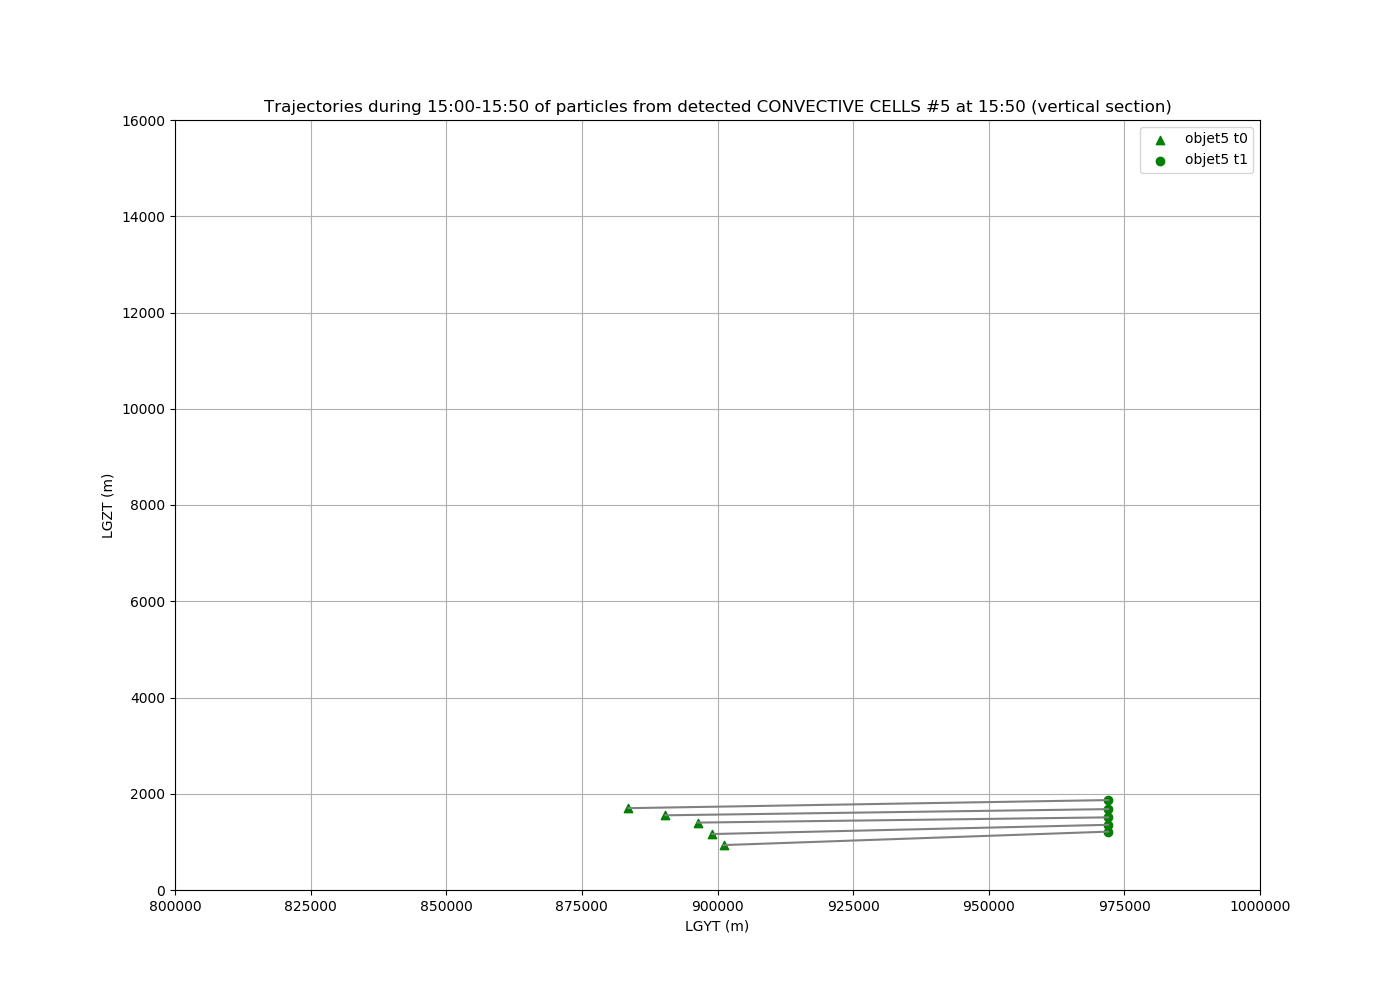 Trajectories during 15:00-15:50 of particles from detected CONVECTIVE CELLS #5 at 15:50 (vertical section)
objet5 t0
objet5 t1
16000
14000
12000
10000
8000
6000
4000
2000
0
LGZT (m)
800000 825000 850000 875000 900000 925000 950000 975000 1000000
LGYT (m)